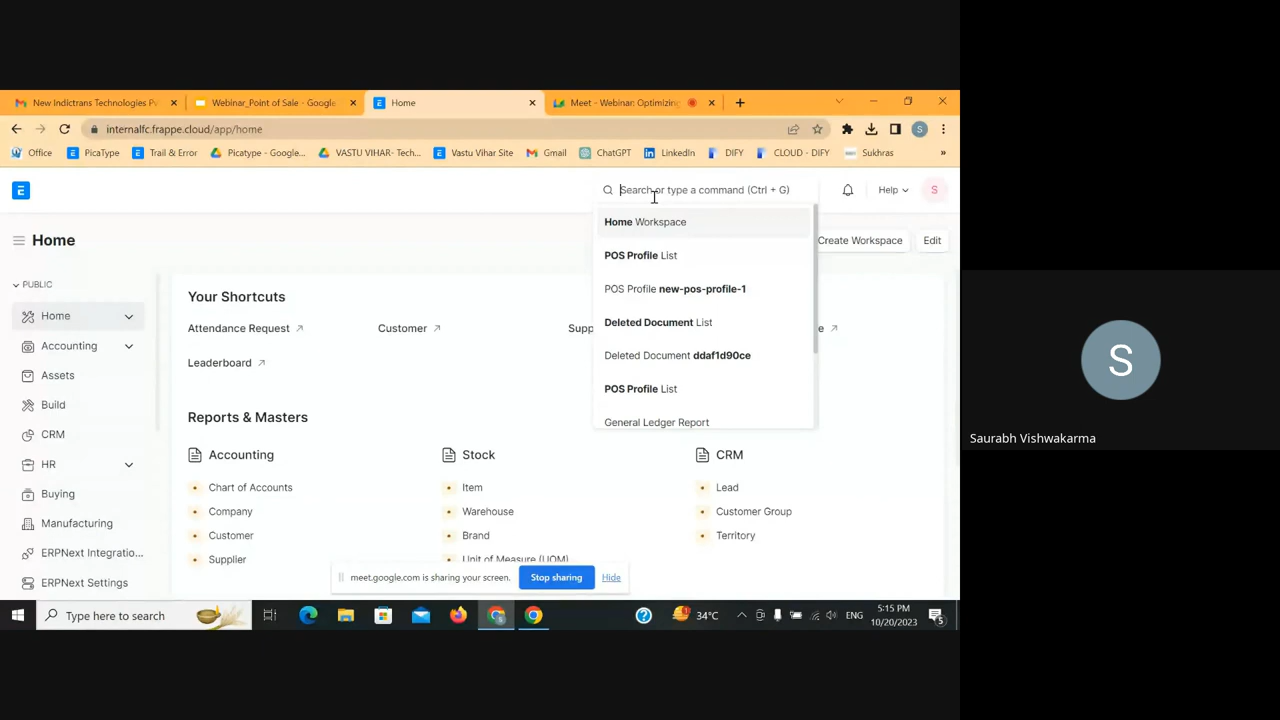 New Indictrans Technologies Pv
Webinar_Point of Sale - Google
Home
Meet - Webinar: Optimizing
internalfc.frappe.cloud/app/home
S
Office
PicaType
Trail & Error
Picatype - Google...
VASTU VIHAR- Tech...
Vastu Vihar Site
Gmail
ChatGPT
LinkedIn
DIFY
CLOUD - DIFY
Sukhras
»
E
Search or type a command (Ctrl + G)
Help
S
Home
Home Workspace
Create Workspace
Edit
POS Profile List
PUBLIC
POS Profile new-pos-profile-1
Your Shortcuts
Home
Deleted Document List
Attendance Request
Customer
Supp
e
Accounting
Deleted Document ddaf1d90ce
Leaderboard
Assets
POS Profile List
Build
Reports & Masters
General Ledger Report
CRM
Accounting
Stock
CRM
HR
Chart of Accounts
Item
Lead
Buying
Company
Warehouse
Customer Group
Manufacturing
Customer
Brand
Territory
ERPNext Integratio...
Supplier
Unit of Measure (UOM)
ERPNext Settings
meet.google.com is sharing your screen.
Stop sharing
Hide
Type here to search
34°C
ENG
5:15 PM
10/20/2023
5
S
Saurabh Vishwakarma